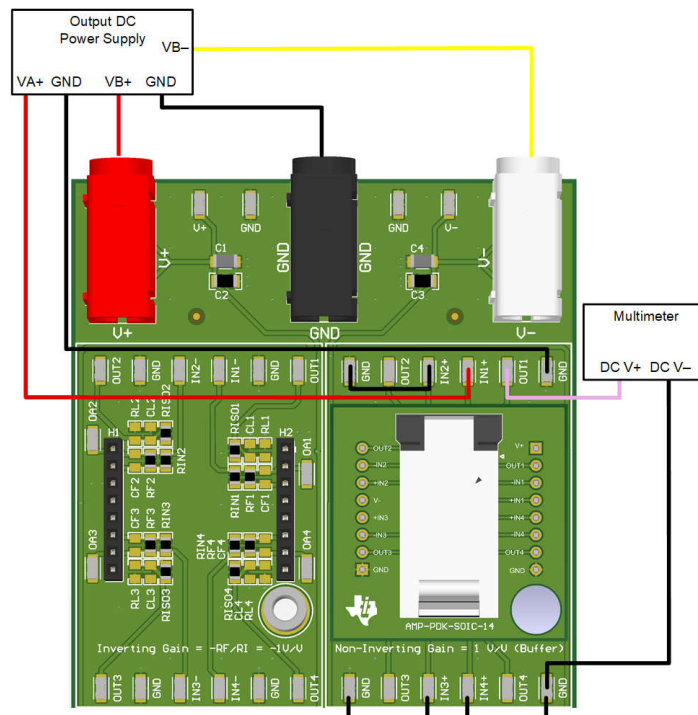 Output DC
Power Supply
VB–
VA+ GND VB+ GND
V+ GND GND GND V-
V+ C1 C4 V-
C2 C3
V+ GND V-
Multimeter
DC V+ DC V–
OUT2 GND IN2- IN1- GND OUT1
GND OUT2 IN2+ IN1+ OUT1 GND
OA2 RL2 CL2 RISO2
H1
RIN2
CF2 RF2
RISO1 CL1 RL1
H2
OA1
RIN1 RF1 CF1
OA3
CF3 RF3 RIN3
RL3 CL3 RISO3
RIN4 RF4 CF4
OA4
RISO4 CL4 RL4
OUT2 V+
-IN2 OUT1
+IN2 -IN1
V- +IN1
+IN3 +IN4
-IN3 -IN4
OUT3 OUT4
GND GND
AMP-PDK-SOIC-14
Inverting Gain = -RF/RI = -1V/V
Non-Inverting Gain = 1 V/V (Buffer)
OUT3 GND IN3- IN4- GND OUT4
GND OUT3 IN3+ IN4+ OUT4 GND